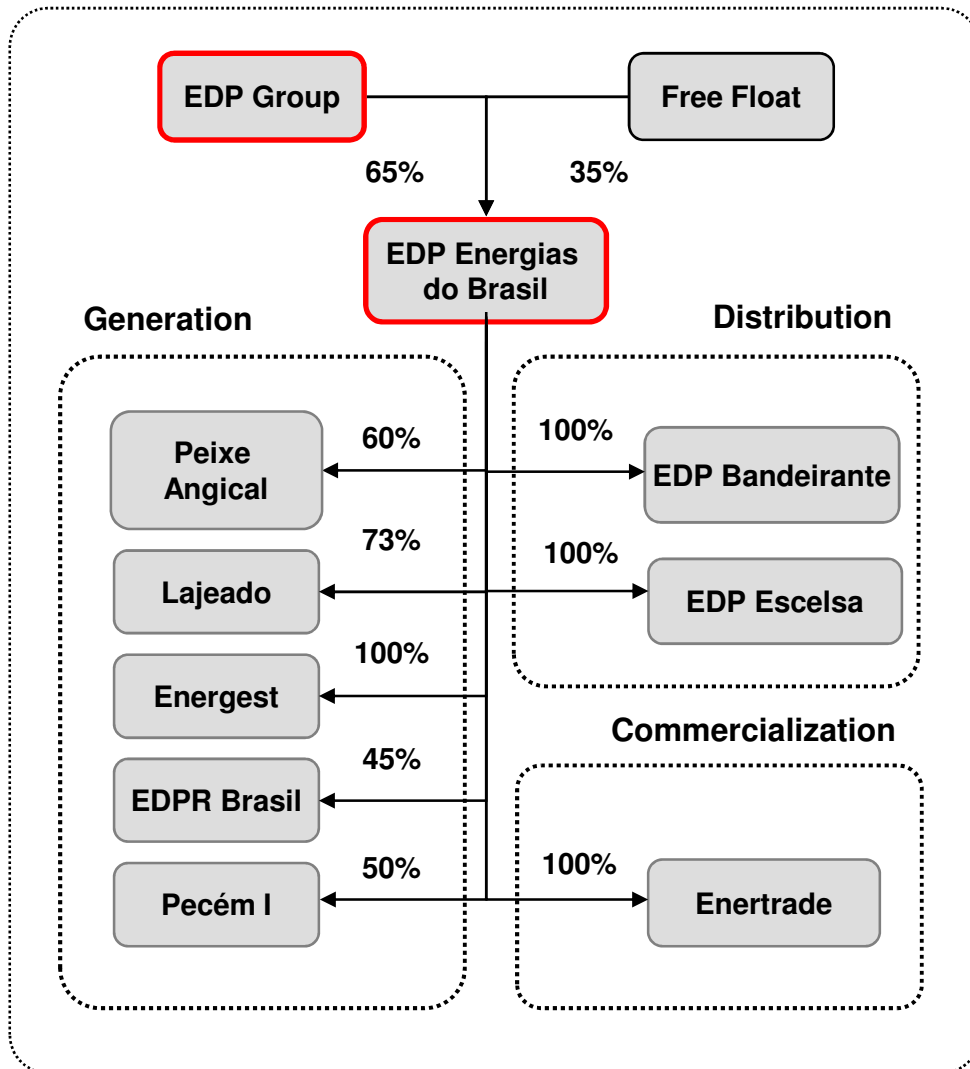 EDP Group
Free Float
65%
35%
EDP Energias
do Brasil
Generation
Distribution
60%
Peixe
Angical
100%
EDP Bandeirante
73%
Lajeado
100%
EDP Escelsa
100%
Energest
Commercialization
45%
EDPR Brasil
50%
Pecém I
100%
Enertrade